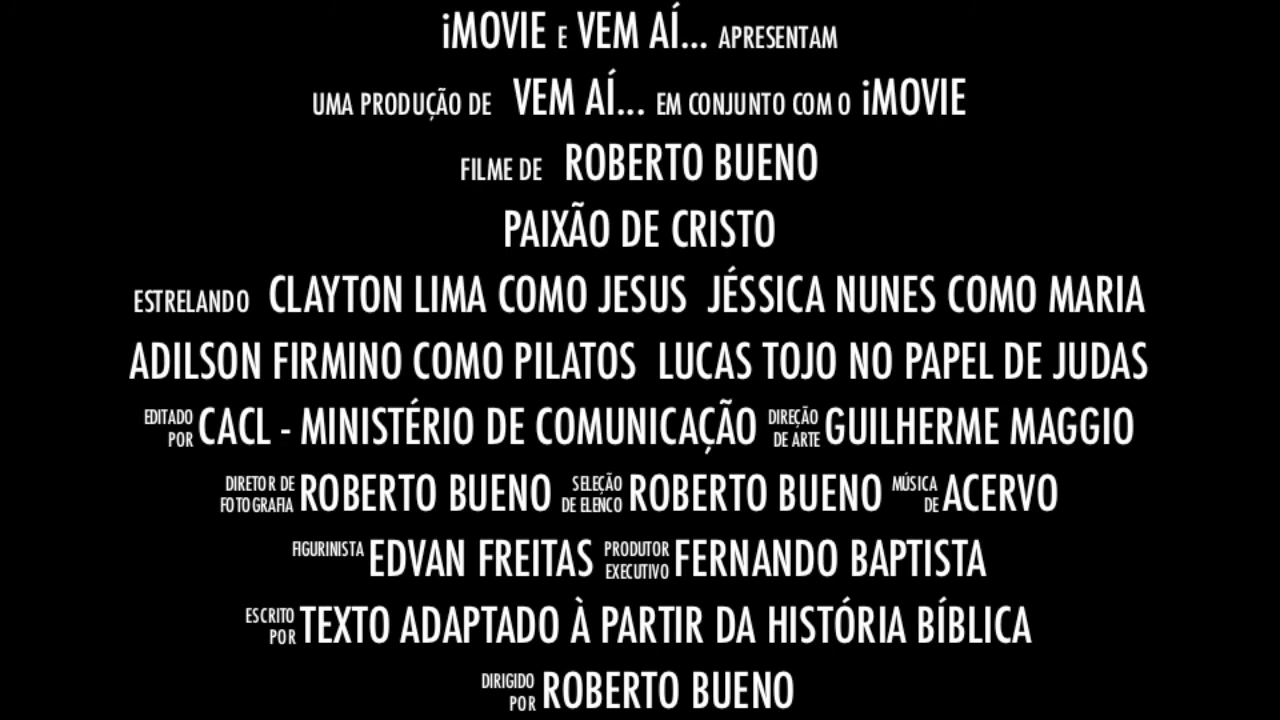 iMOVIE E VEM AÍ... APRESENTAM
UMA PRODUÇÃO DE VEM AÍ... EM CONJUNTO COM O iMOVIE
FILME DE ROBERTO BUENO
PAIXÃO DE CRISTO
ESTRELANDO CLAYTON LIMA COMO JESUS JÉSSICA NUNES COMO MARIA
ADILSON FIRMINO COMO PILATOS LUCAS TOJO NO PAPEL DE JUDAS
EDITADO POR CACL - MINISTÉRIO DE COMUNICAÇÃO DIREÇÃO DE ARTE GUILHERME MAGGIO
DIRETOR DE FOTOGRAFIA ROBERTO BUENO SELEÇÃO DE ELENCO ROBERTO BUENO MÚSICA DE ACERVO
FIGURINISTA EDVAN FREITAS PRODUTOR EXECUTIVO FERNANDO BAPTISTA
ESCRITO POR TEXTO ADAPTADO À PARTIR DA HISTÓRIA BÍBLICA
DIRIGIDO POR ROBERTO BUENO